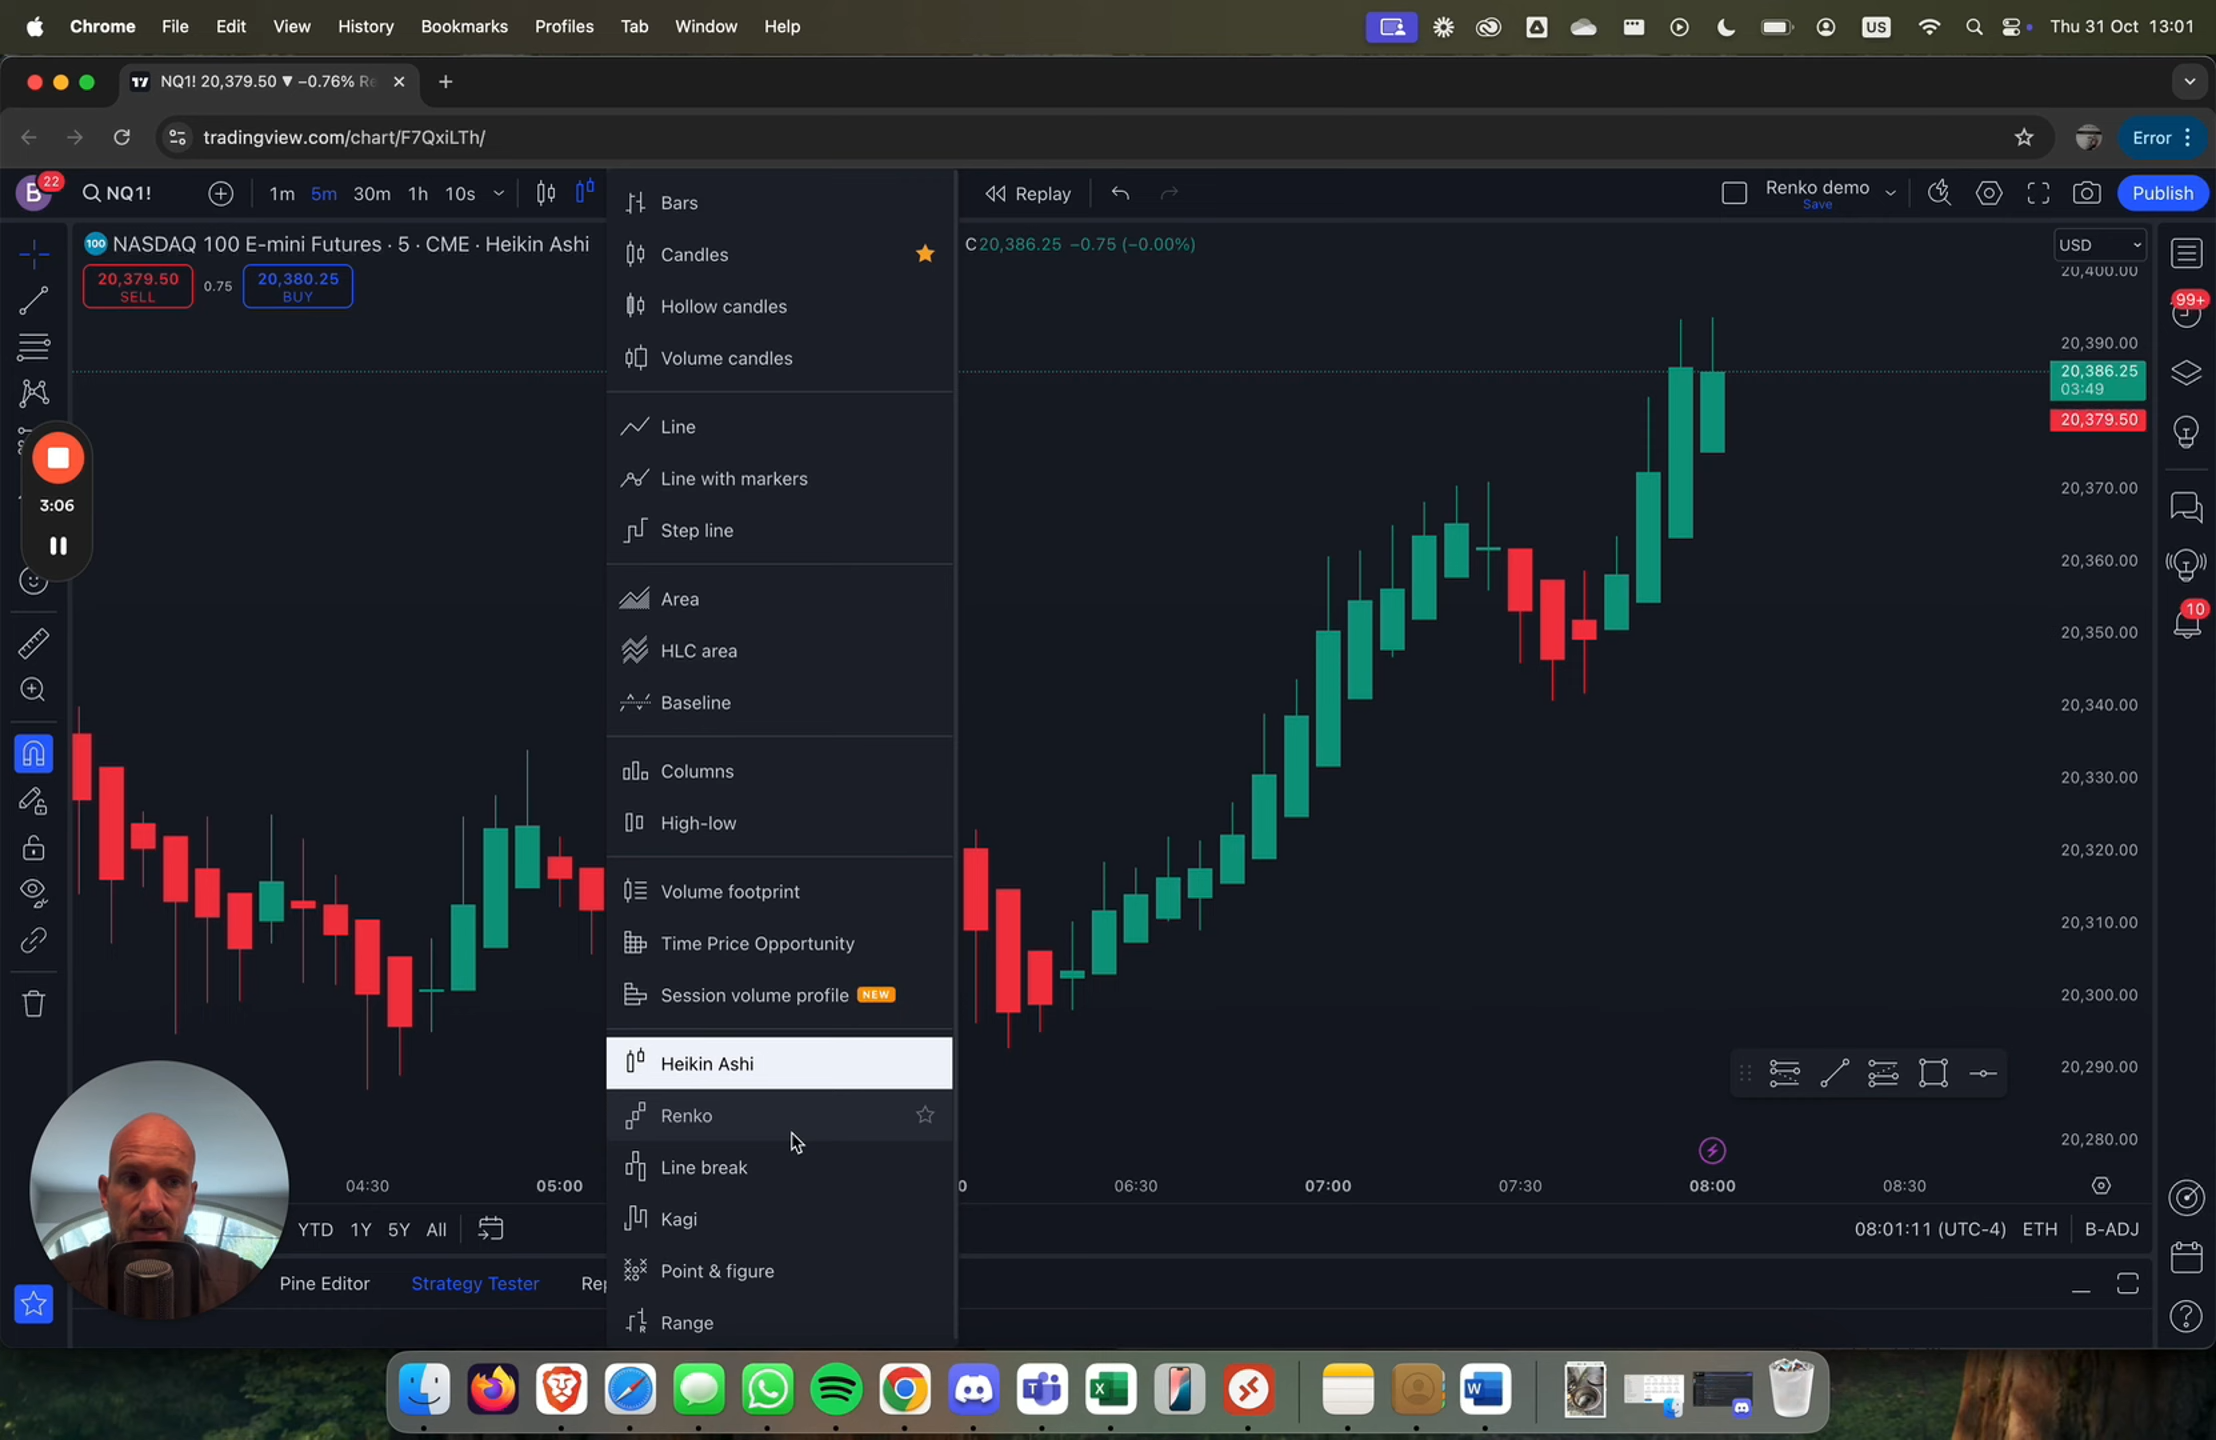 Chrome File Edit View History Bookmarks Profiles Tab Window Help
US Thu 31 Oct 13:01
NQ1! 20,379.50 ▼ −0.76% Re
tradingview.com/chart/F7QxiLTh/
Error
B 22 NQ1! 1m 5m 30m 1h 10s
Replay
Renko demo
Save
Publish
100 NASDAQ 100 E-mini Futures · 5 · CME · Heikin Ashi
C20,386.25 −0.75 (−0.00%)
20,379.50
SELL
0.75
20,380.25
BUY
3:06
Bars
Candles
Hollow candles
Volume candles
Line
Line with markers
Step line
Area
HLC area
Baseline
Columns
High-low
Volume footprint
Time Price Opportunity
Session volume profile NEW
Heikin Ashi
Renko
Line break
Kagi
Point & figure
Range
USD
20,400.00
20,390.00
20,386.25
03:49
20,379.50
20,370.00
20,360.00
20,350.00
20,340.00
20,330.00
20,320.00
20,310.00
20,300.00
20,290.00
20,280.00
99+
10
04:30 05:00 0 06:30 07:00 07:30 08:00 08:30
YTD 1Y 5Y All
08:01:11 (UTC-4) ETH B-ADJ
Pine Editor Strategy Tester Rep